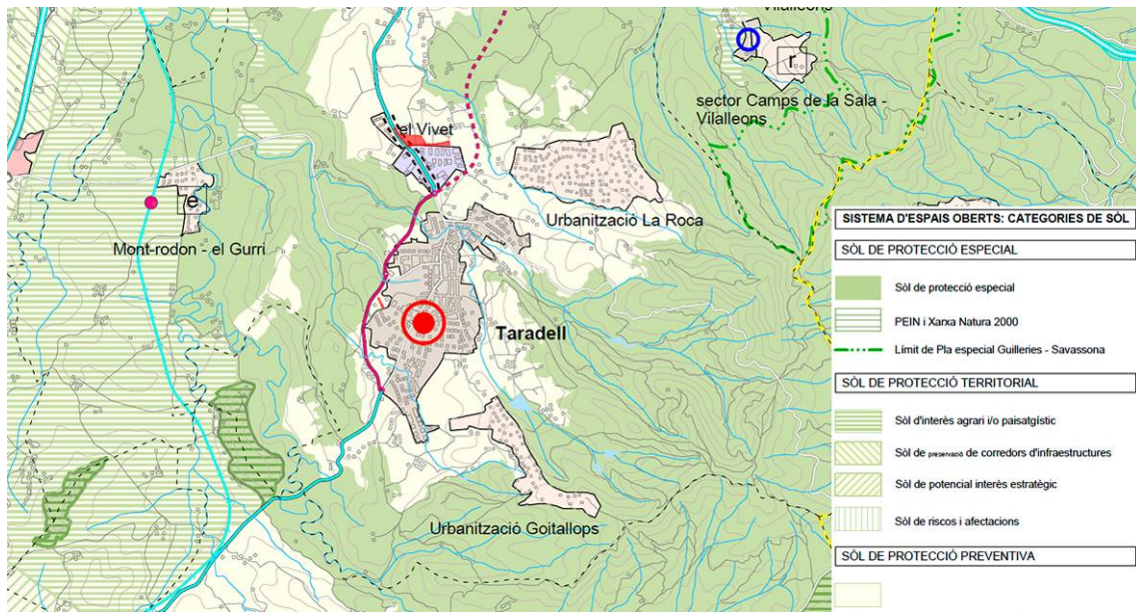 Vilalleons
r
sector Camps de la Sala -
Vilalleons
el Vivet
Urbanització La Roca
e
Mont-rodon - el Gurri
Taradell
Urbanització Goitallops
SISTEMA D'ESPAIS OBERTS: CATEGORIES DE SÒL
SÒL DE PROTECCIÓ ESPECIAL
Sòl de protecció especial
PEIN i Xarxa Natura 2000
Límit de Pla especial Guilleries - Savassona
SÒL DE PROTECCIÓ TERRITORIAL
Sòl d'interès agrari i/o paisatgístic
Sòl de preservació de corredors d'infraestructures
Sòl de potencial interès estratègic
Sòl de riscos i afectacions
SÒL DE PROTECCIÓ PREVENTIVA